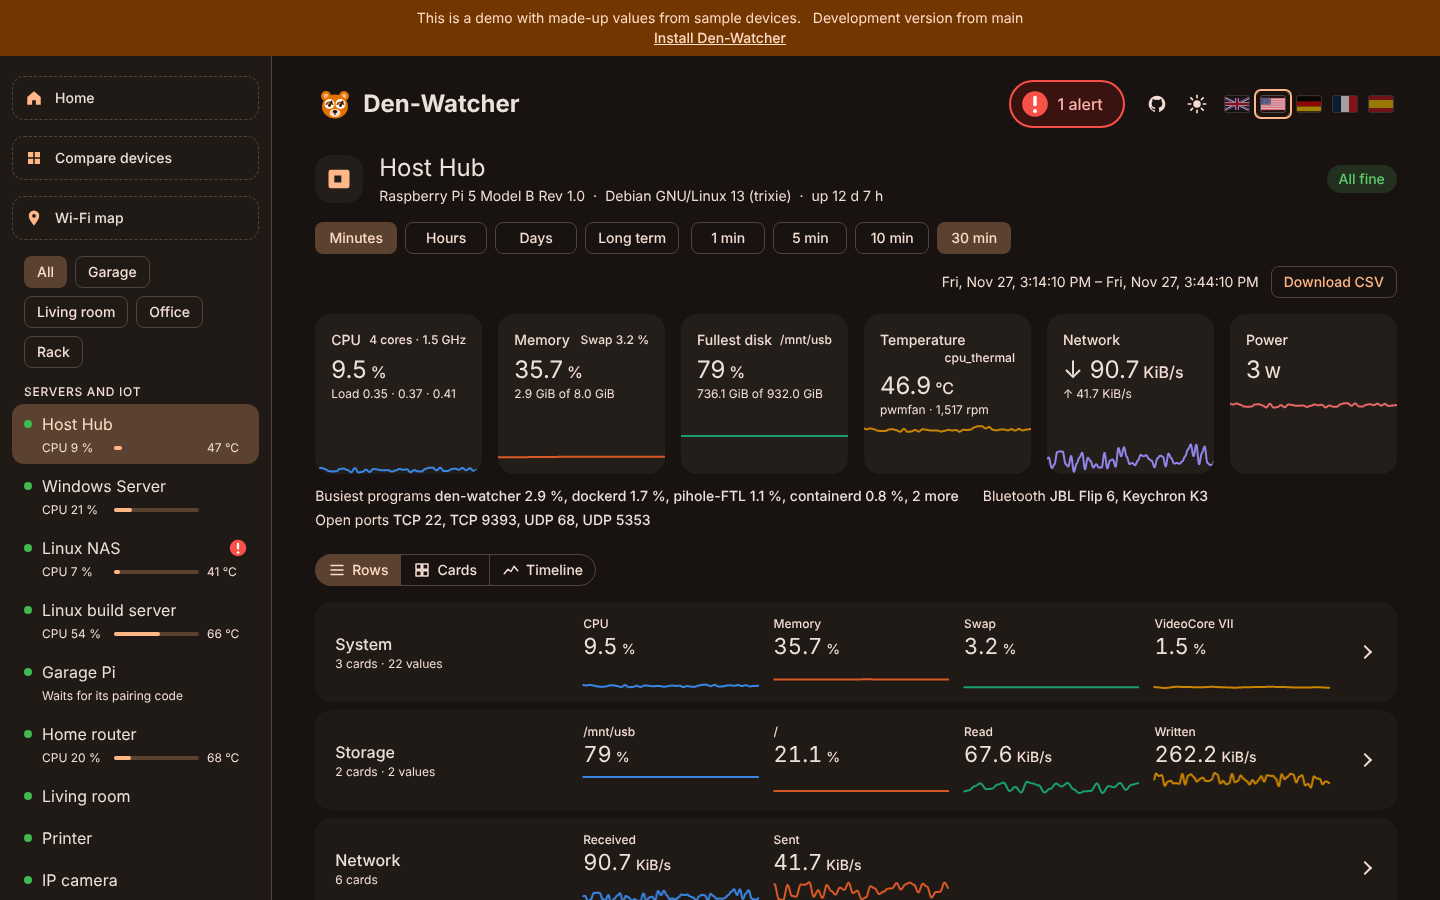 This is a demo with made-up values from sample devices. Development version from main
Install Den-Watcher
Home
Compare devices
Wi-Fi map
All
Garage
Living room
Office
Rack
SERVERS AND IOT
Host Hub
CPU 9 % 47 °C
Windows Server
CPU 21 %
Linux NAS
CPU 7 % 41 °C
Linux build server
CPU 54 % 66 °C
Garage Pi
Waits for its pairing code
Home router
CPU 20 % 68 °C
Living room
Printer
IP camera
Den-Watcher
1 alert
Host Hub
Raspberry Pi 5 Model B Rev 1.0 · Debian GNU/Linux 13 (trixie) · up 12 d 7 h
All fine
Minutes Hours Days Long term 1 min 5 min 10 min 30 min
Fri, Nov 27, 3:14:10 PM – Fri, Nov 27, 3:44:10 PM
Download CSV
CPU 4 cores · 1.5 GHz
9.5 %
Load 0.35 · 0.37 · 0.41
Memory Swap 3.2 %
35.7 %
2.9 GiB of 8.0 GiB
Fullest disk /mnt/usb
79 %
736.1 GiB of 932.0 GiB
Temperature
cpu_thermal
46.9 °C
pwmfan · 1,517 rpm
Network
↓ 90.7 KiB/s
↑ 41.7 KiB/s
Power
3 W
Busiest programs den-watcher 2.9 %, dockerd 1.7 %, pihole-FTL 1.1 %, containerd 0.8 %, 2 more Bluetooth JBL Flip 6, Keychron K3
Open ports TCP 22, TCP 9393, UDP 68, UDP 5353
Rows Cards Timeline
System
3 cards · 22 values
CPU
9.5 %
Memory
35.7 %
Swap
3.2 %
VideoCore VII
1.5 %
Storage
2 cards · 2 values
/mnt/usb
79 %
/
21.1 %
Read
67.6 KiB/s
Written
262.2 KiB/s
Network
6 cards
Received
90.7 KiB/s
Sent
41.7 KiB/s